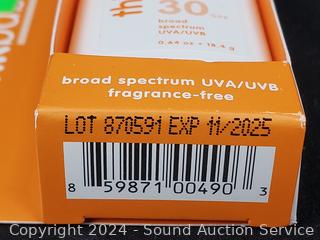 30
broad
spectrum
UVA/UVB
0.64 oz • 18.4 g
broad spectrum UVA/UVB
fragrance-free
LOT 870591 EXP 11/2025
8 59871 00490 3
Copyright 2024 - Sound Auction Service